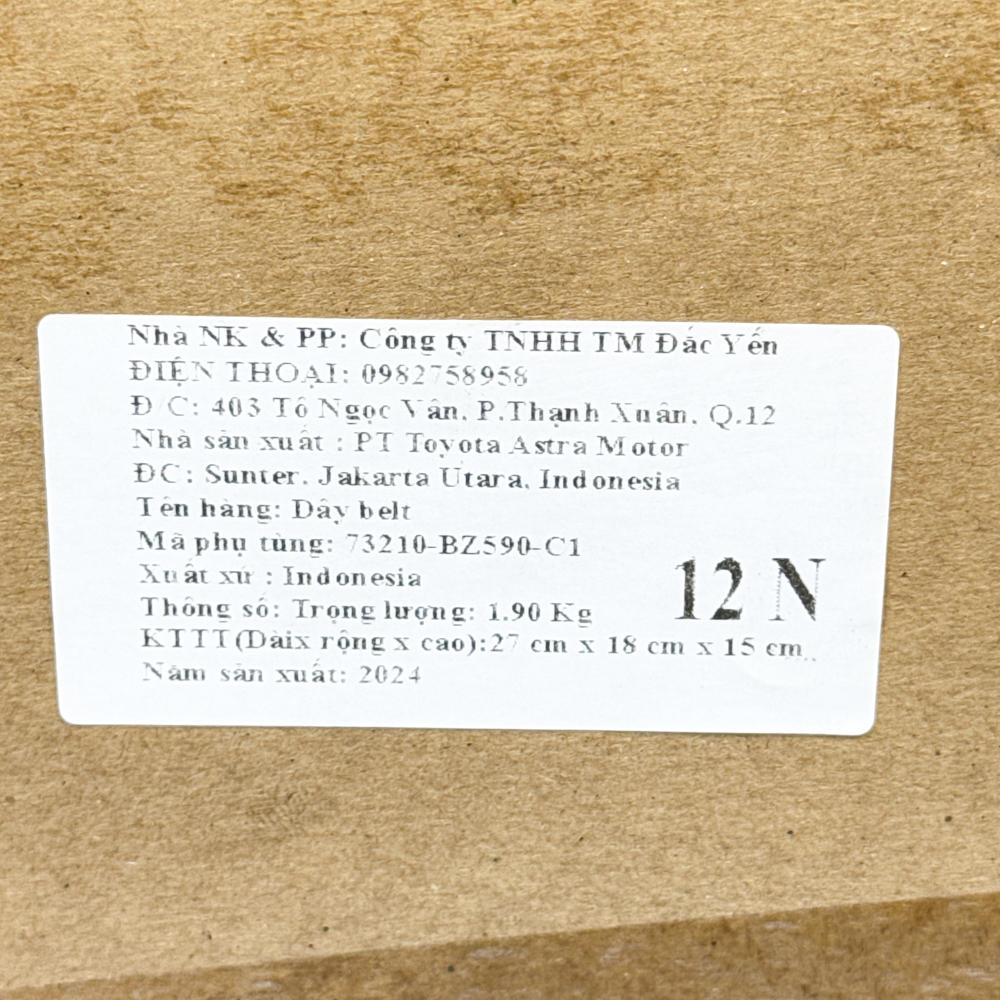 Nhà NK & PP: Công ty TNHH TM Đắc Yến
ĐIỆN THOẠI: 0982758958
Đ/C: 403 Tô Ngọc Vân, P.Thạnh Xuân, Q.12
Nhà sản xuất : PT Toyota Astra Motor
ĐC: Sunter, Jakarta Utara, Indonesia
Tên hàng: Dây belt
Mã phụ tùng: 73210-BZ590-C1
Xuất xứ : Indonesia
12 N
Thông số: Trọng lượng: 1.90 Kg
KTTT(Dàix rộng x cao):27 cm x 18 cm x 15 cm
Năm sản xuất: 2024